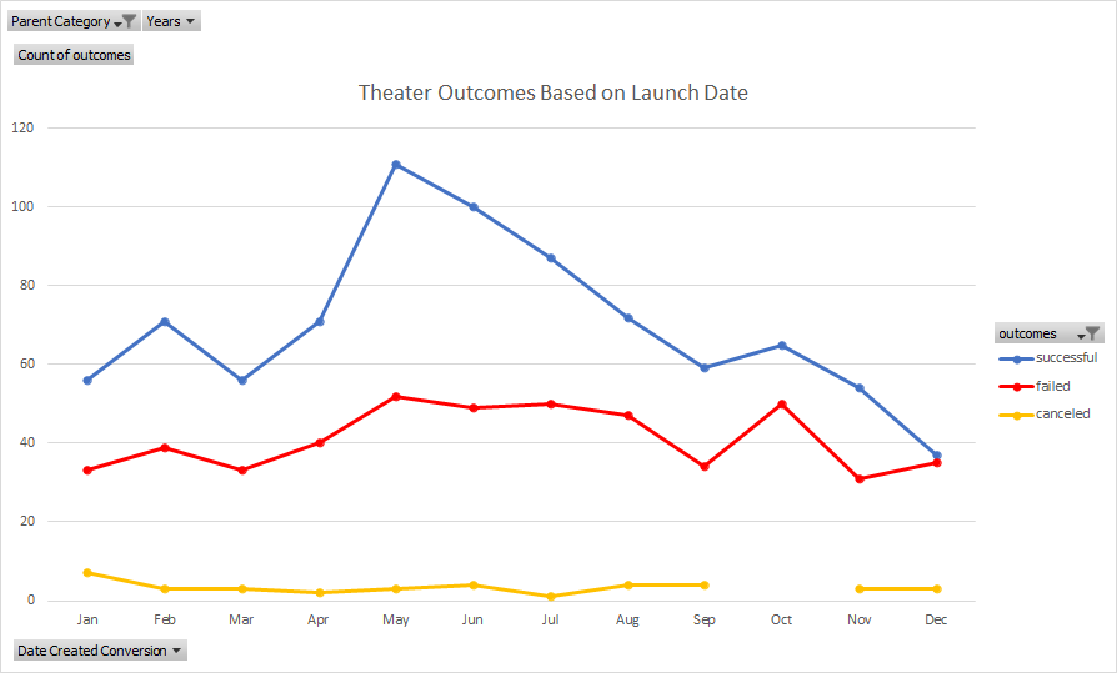 Parent Category Years
Count of outcomes
Theater Outcomes Based on Launch Date
120
100
80
60
40
20
0
Jan Feb Mar Apr May Jun Jul Aug Sep Oct Nov Dec
outcomes
successful
failed
canceled
Date Created Conversion